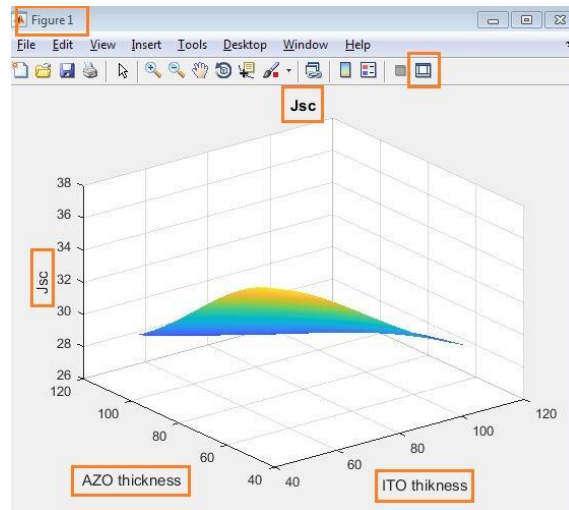 Figure 1
File Edit View Insert Tools Desktop Window Help
Jsc
38
36
34
32
30
28
26
Jsc
120
100
80
60
40
AZO thickness
40
60
80
100
120
ITO thikness